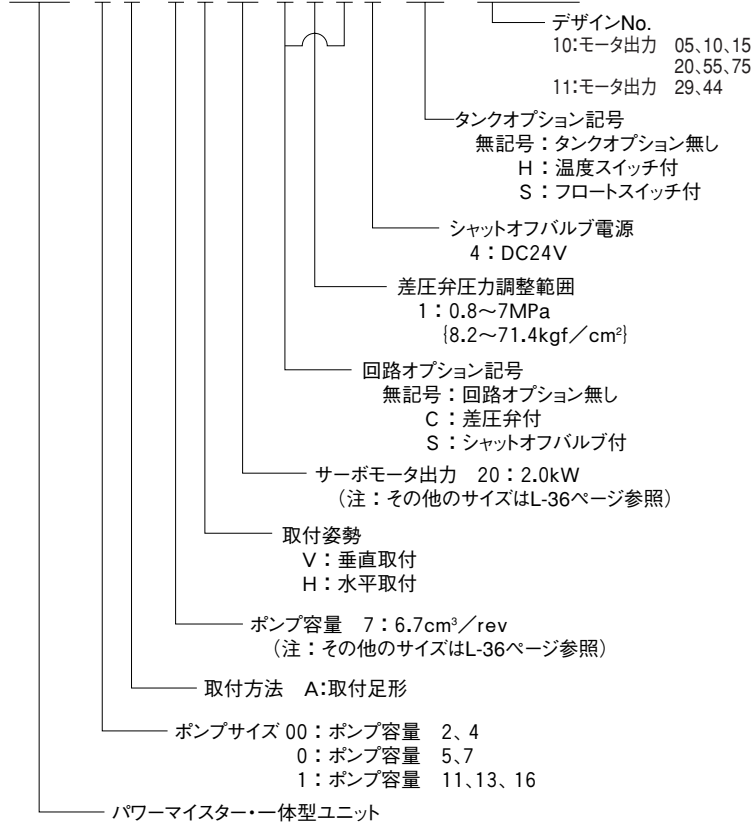 デザインNo.
10:モータ出力 05、10、15
20、55、75
11:モータ出力 29、44
タンクオプション記号
無記号：タンクオプション無し
H：温度スイッチ付
S：フロートスイッチ付
シャットオフバルブ電源
4：DC24V
差圧弁圧力調整範囲
1：0.8～7MPa
{8.2～71.4kgf／cm²}
回路オプション記号
無記号：回路オプション無し
C：差圧弁付
S：シャットオフバルブ付
サーボモータ出力 20：2.0kW
（注：その他のサイズはL-36ページ参照）
取付姿勢
V：垂直取付
H：水平取付
ポンプ容量 7：6.7cm³／rev
（注：その他のサイズはL-36ページ参照）
取付方法 A:取付足形
ポンプサイズ 00：ポンプ容量 2、4
0：ポンプ容量 5、7
1：ポンプ容量 11、13、16
パワーマイスター・一体型ユニット